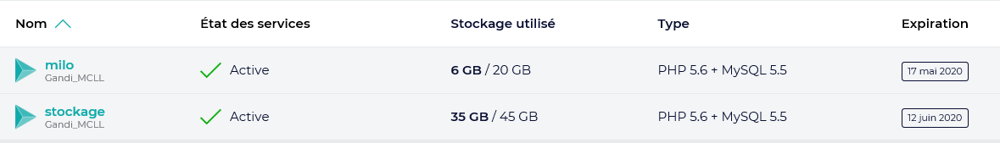 Nom État des services Stockage utilisé Type Expiration
milo
Gandi_MCLL
Active 6 GB / 20 GB PHP 5.6 + MySQL 5.5 17 mai 2020
stockage
Gandi_MCLL
Active 35 GB / 45 GB PHP 5.6 + MySQL 5.5 12 juin 2020